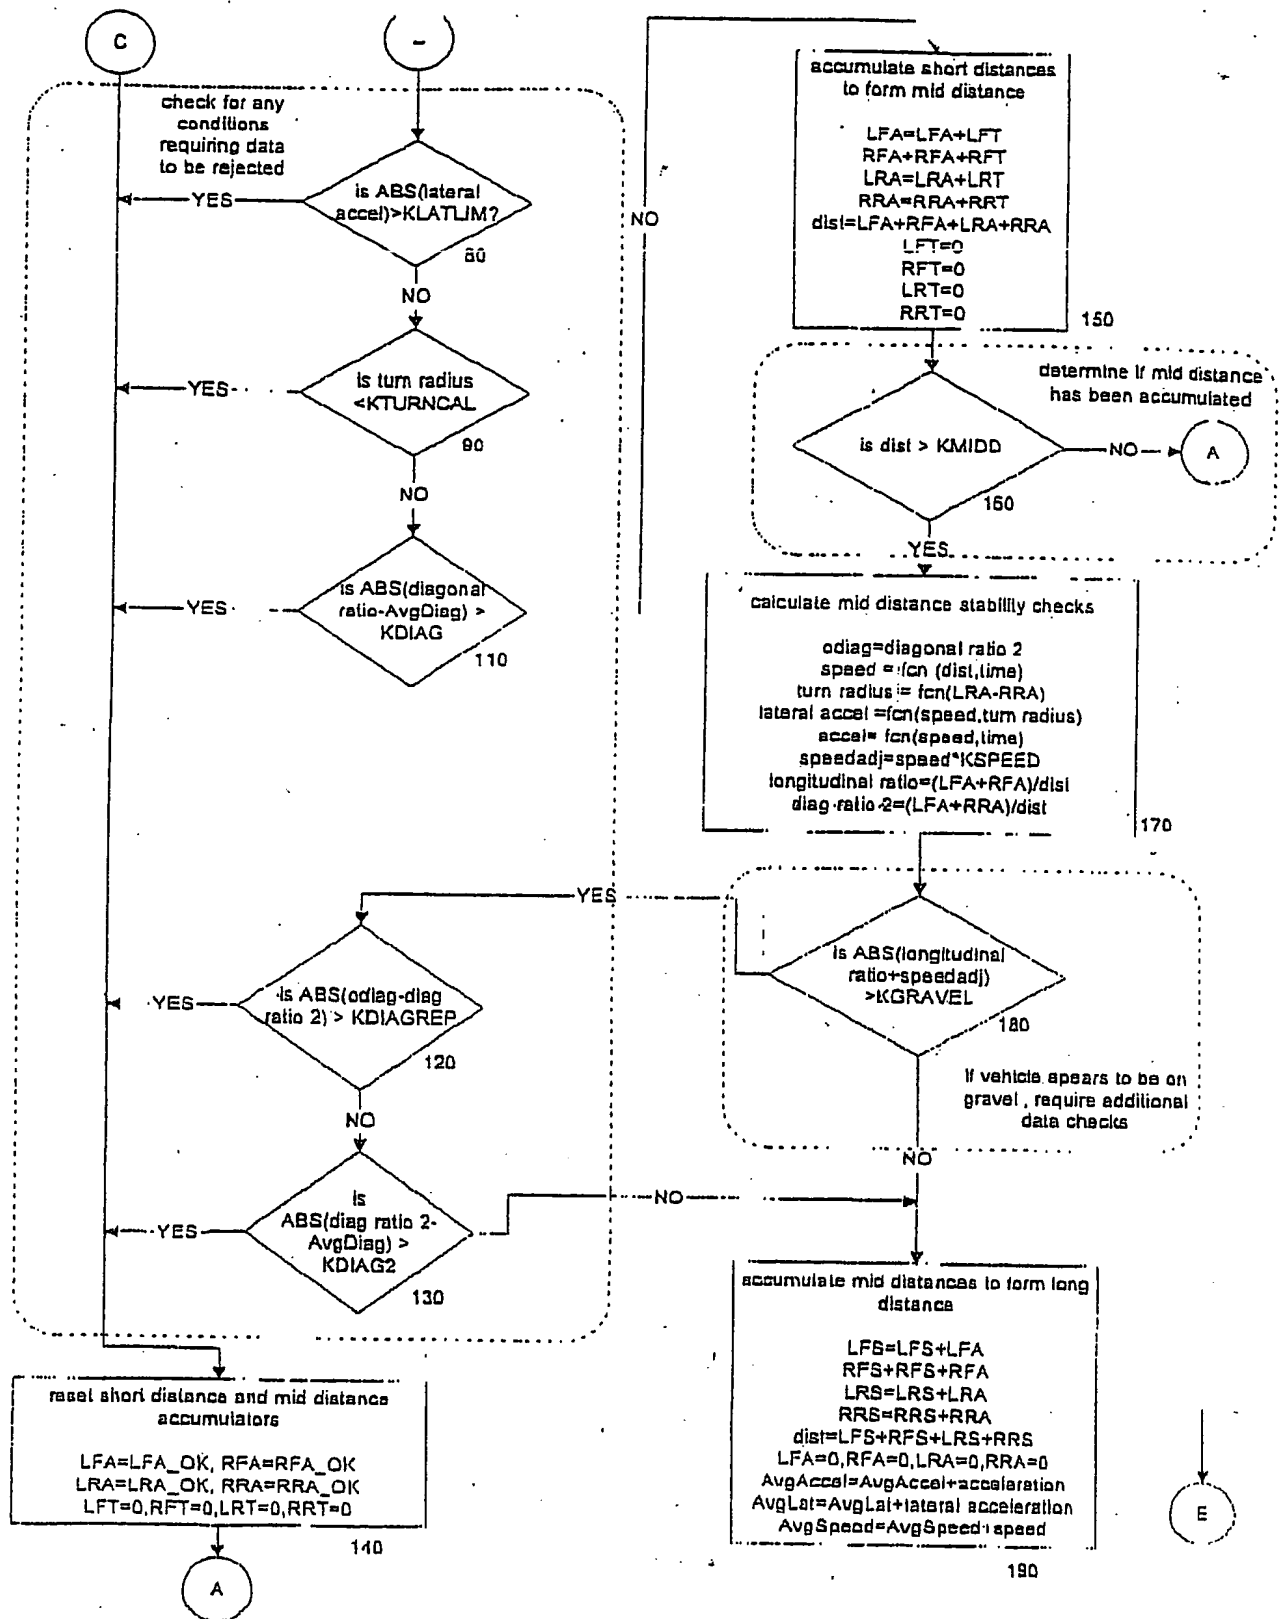 C
check for any
conditions
requiring data
to be rejected
is ABS(lateral
accel)>KLATLIM?
YES
80
NO
is turn radius
<KTURNCAL
YES
90
NO
is ABS(diagonal
ratio-AvgDiag) >
KDIAG
YES
110
NO
YES
is ABS(odiag-diag
ratio 2) > KDIAGREP
YES
120
NO
is
ABS(diag ratio 2-
AvgDiag) >
KDIAG2
YES
130
NO
reset short distance and mid distance
accumulators
LFA=LFA_OK, RFA=RFA_OK
LRA=LRA_OK, RRA=RRA_OK
LFT=0,RFT=0,LRT=0,RRT=0
140
A
accumulate short distances
to form mid distance
LFA=LFA+LFT
RFA+RFA+RFT
LRA=LRA+LRT
RRA=RRA+RRT
dist=LFA+RFA+LRA+RRA
LFT=0
RFT=0
LRT=0
RRT=0
150
determine if mid distance
has been accumulated
is dist > KMIDD
NO
A
160
YES
calculate mid distance stability checks
odiag=diagonal ratio 2
speed = fcn (dist,time)
turn radius = fcn(LRA-RRA)
lateral accel =fcn(speed,turn radius)
accel= fcn(speed,time)
speedadj=speed*KSPEED
longitudinal ratio=(LFA+RFA)/dist
diag ratio 2=(LFA+RRA)/dist
170
is ABS(longitudinal
ratio+speedadj)
>KGRAVEL
180
If vehicle apears to be on
gravel , require additional
data checks
NO
accumulate mid distances to form long
distance
LFS=LFS+LFA
RFS+RFS+RFA
LRS=LRS+LRA
RRS=RRS+RRA
dist=LFS+RFS+LRS+RRS
LFA=0,RFA=0,LRA=0,RRA=0
AvgAccel=AvgAccel+acceleration
AvgLat=AvgLat+lateral acceleration
AvgSpeed=AvgSpeed+speed
190
E